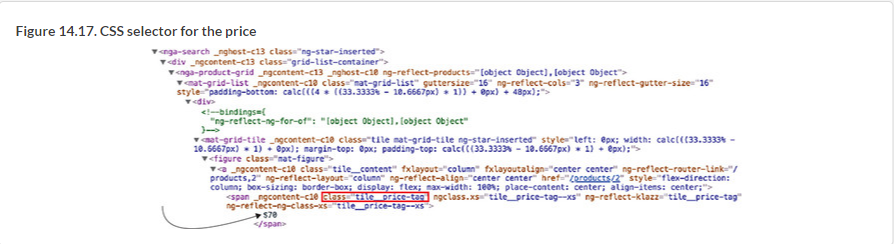 Figure 14.17. CSS selector for the price
▼<nga-search _nghost-c13 class="ng-star-inserted">
▼<div _ngcontent-c13 class="grid-list-container">
▼<nga-product-grid _ngcontent-c13 _nghost-c10 ng-reflect-products="[object Object],[object Object">
▼<mat-grid-list _ngcontent-c10 class="mat-grid-list" guttersize="16" ng-reflect-cols="3" ng-reflect-gutter-size="16"
style="padding-bottom: calc(((4 * ((33.3333% - 10.6667px) * 1)) + 0px) + 48px);">
▼<div>
<!--bindings={
"ng-reflect-ng-for-of": "[object Object],[object Object"
}-->
▼<mat-grid-tile _ngcontent-c10 class="tile mat-grid-tile ng-star-inserted" style="left: 0px; width: calc(((33.3333% -
10.6667px) * 1) + 0px); margin-top: 0px; padding-top: calc(((33.3333% - 10.6667px) * 1) + 0px);">
▼<figure class="mat-figure">
▼<a _ngcontent-c10 class="tile__content" fxlayout="column" fxlayoutalign="center center" ng-reflect-router-link="/
products,2" ng-reflect-layout="column" ng-reflect-align="center center" href="/products/2" style="flex-direction:
column; box-sizing: border-box; display: flex; max-width: 100%; place-content: center; align-items: center;">
<span _ngcontent-c10 class="tile__price-tag" ngclass.xs="tile__price-tag--xs" ng-reflect-klazz="tile__price-tag"
ng-reflect-ng-class-xs="tile__price-tag--xs">
$70
</span>